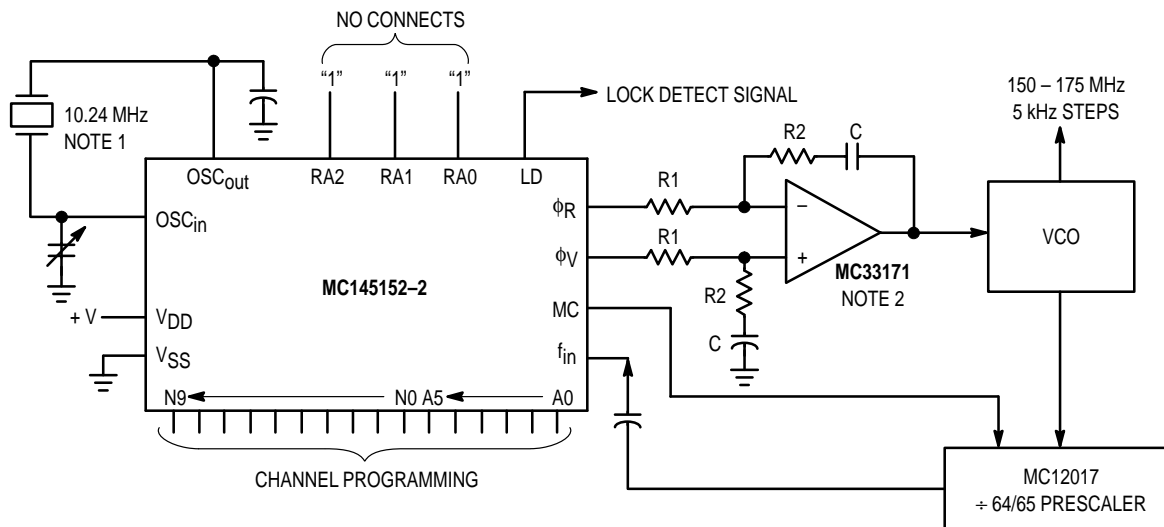 NO CONNECTS
“1” “1” “1”
10.24 MHz
NOTE 1
LOCK DETECT SIGNAL
150 – 175 MHz
5 kHz STEPS
OSCout RA2 RA1 RA0 LD
OSCin
ϕR
R1
R2
C
–
ϕV
R1
+
MC33171
NOTE 2
VCO
MC145152–2
R2
C
MC
+ V
VDD
fin
VSS
N9 N0 A5 A0
CHANNEL PROGRAMMING
MC12017
÷ 64/65 PRESCALER